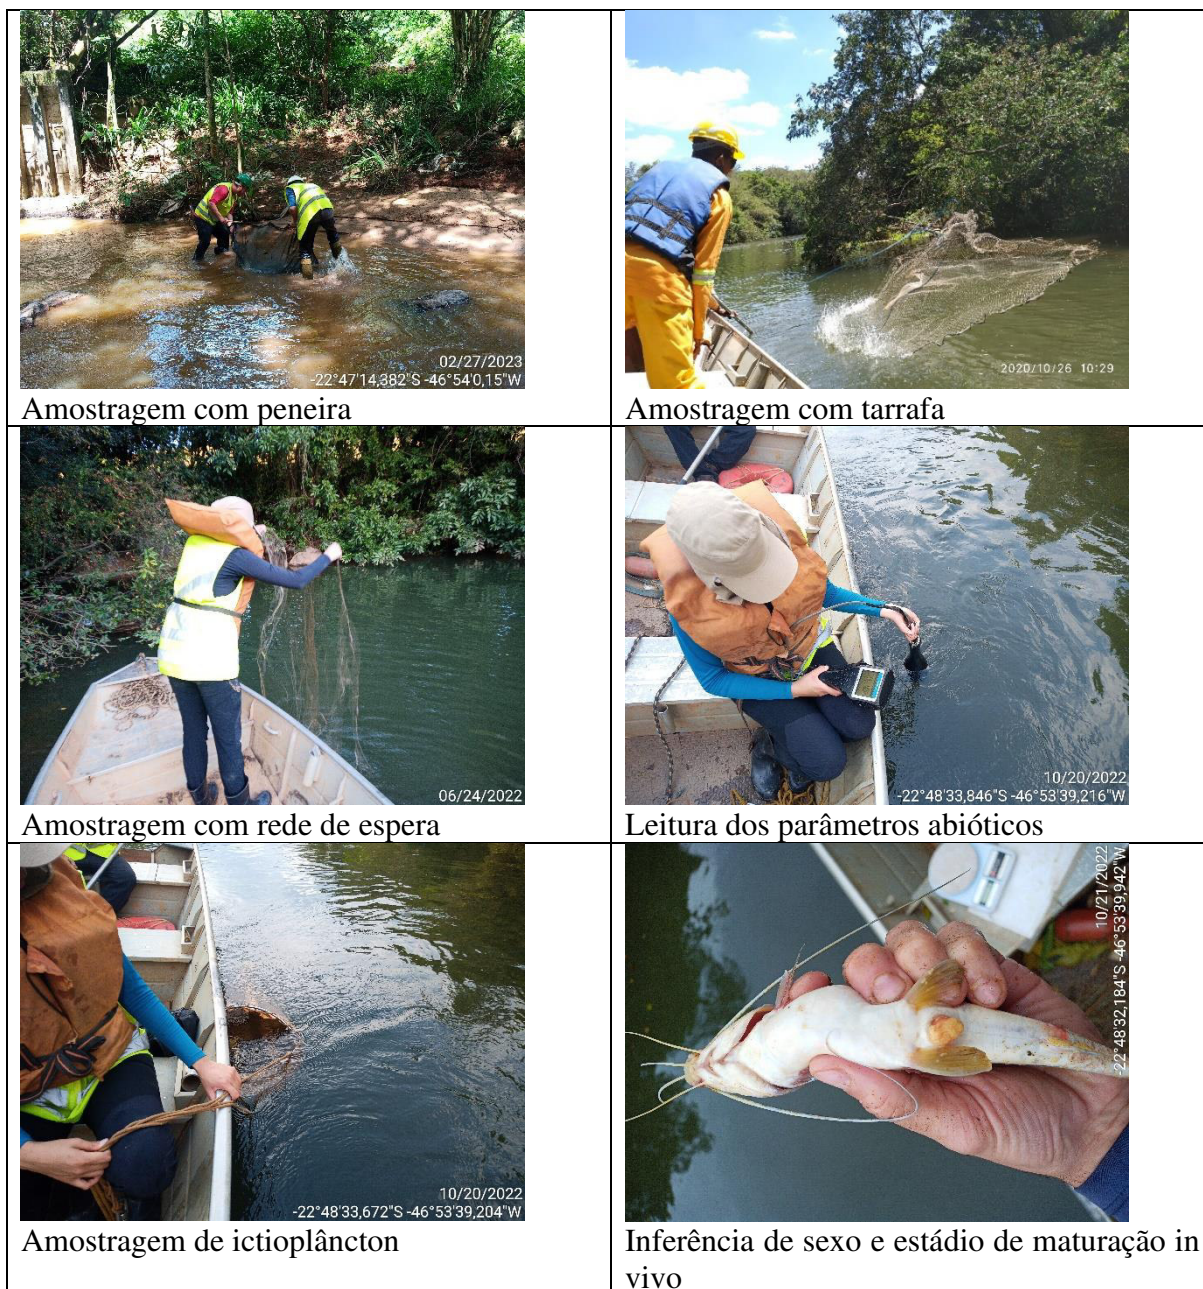 02/27/2023
-22°47'14,382"S -46°54'0,15"W
Amostragem com peneira
2020/10/26 10:29
Amostragem com tarrafa
06/24/2022
Amostragem com rede de espera
10/20/2022
-22°48'33,846"S -46°53'39,216"W
Leitura dos parâmetros abióticos
10/20/2022
-22°48'33,672"S -46°53'39,204"W
Amostragem de ictioplâncton
10/21/2022
-22°48'32,184"S -46°53'39,942"W
Inferência de sexo e estádio de maturação in
vivo